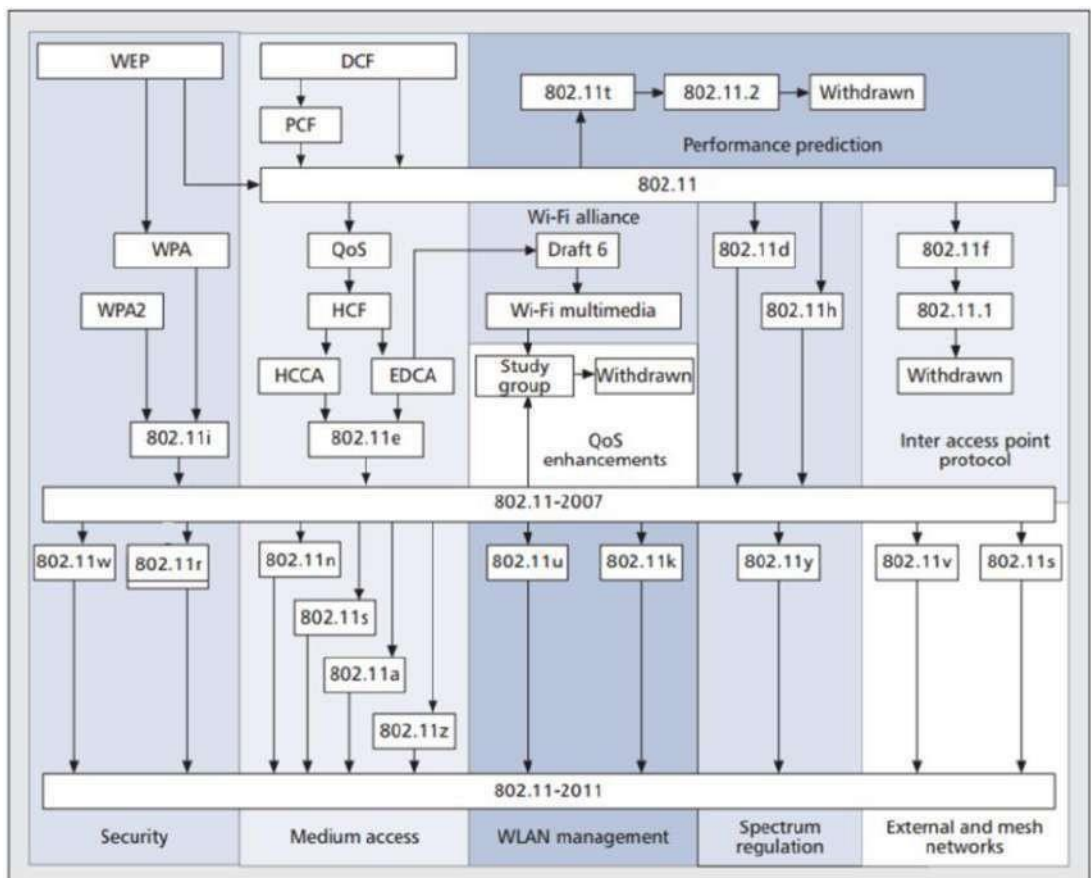 WEP
DCF
802.11t
802.11.2
Withdrawn
PCF
Performance prediction
802.11
Wi-Fi alliance
WPA
QoS
Draft 6
802.11d
802.11f
WPA2
HCF
Wi-Fi multimedia
802.11h
802.11.1
HCCA
EDCA
Study
group
Withdrawn
Withdrawn
802.11i
802.11e
QoS
enhancements
Inter access point
protocol
802.11-2007
802.11w
802.11r
802.11n
802.11u
802.11k
802.11y
802.11v
802.11s
802.11s
802.11a
802.11z
802.11-2011
Security
Medium access
WLAN management
Spectrum
regulation
External and mesh
networks